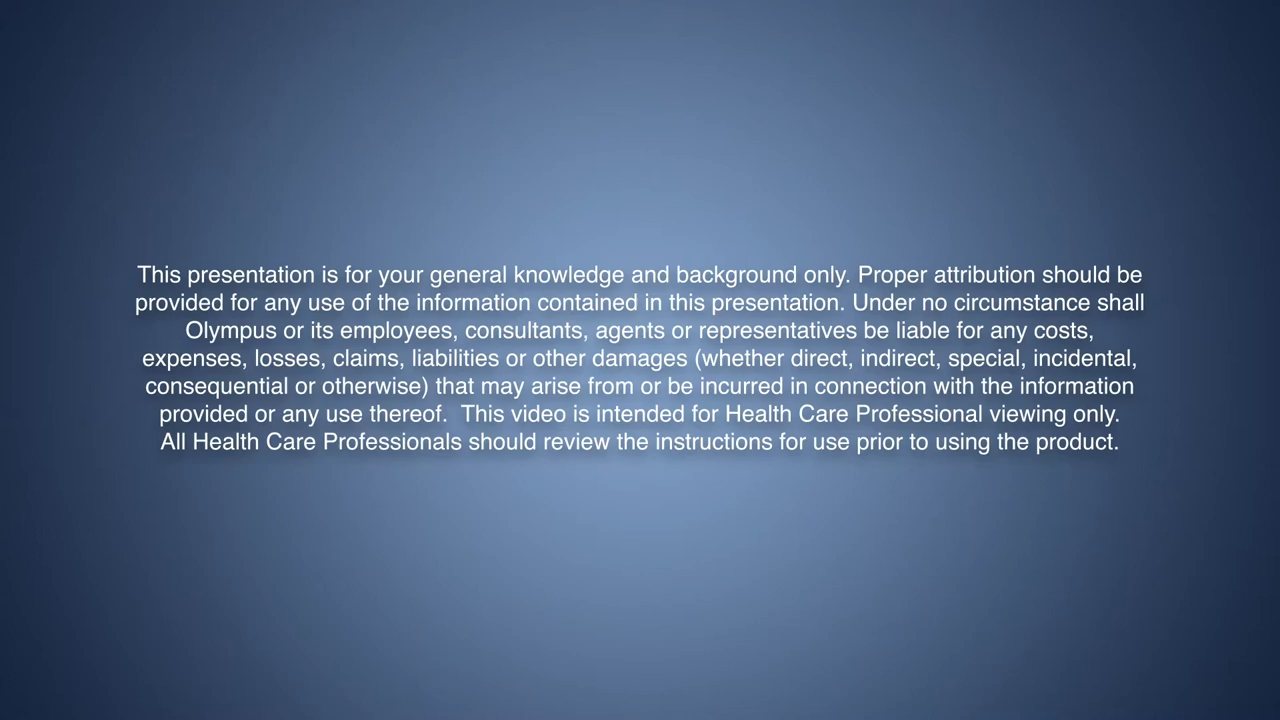 This presentation is for your general knowledge and background only. Proper attribution should be
provided for any use of the information contained in this presentation. Under no circumstance shall
Olympus or its employees, consultants, agents or representatives be liable for any costs,
expenses, losses, claims, liabilities or other damages (whether direct, indirect, special, incidental,
consequential or otherwise) that may arise from or be incurred in connection with the information
provided or any use thereof.  This video is intended for Health Care Professional viewing only.
All Health Care Professionals should review the instructions for use prior to using the product.